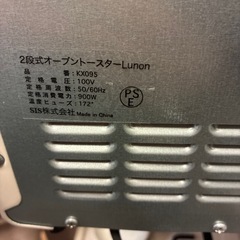 2段式オーブントースターLunon
品　　　番：KX095
定 格 電 圧：100V
定 格 周 波 数：50/60Hz
定格消費電力：900W
温度ヒューズ：172°
SIS株式会社 Made in China
PS
E